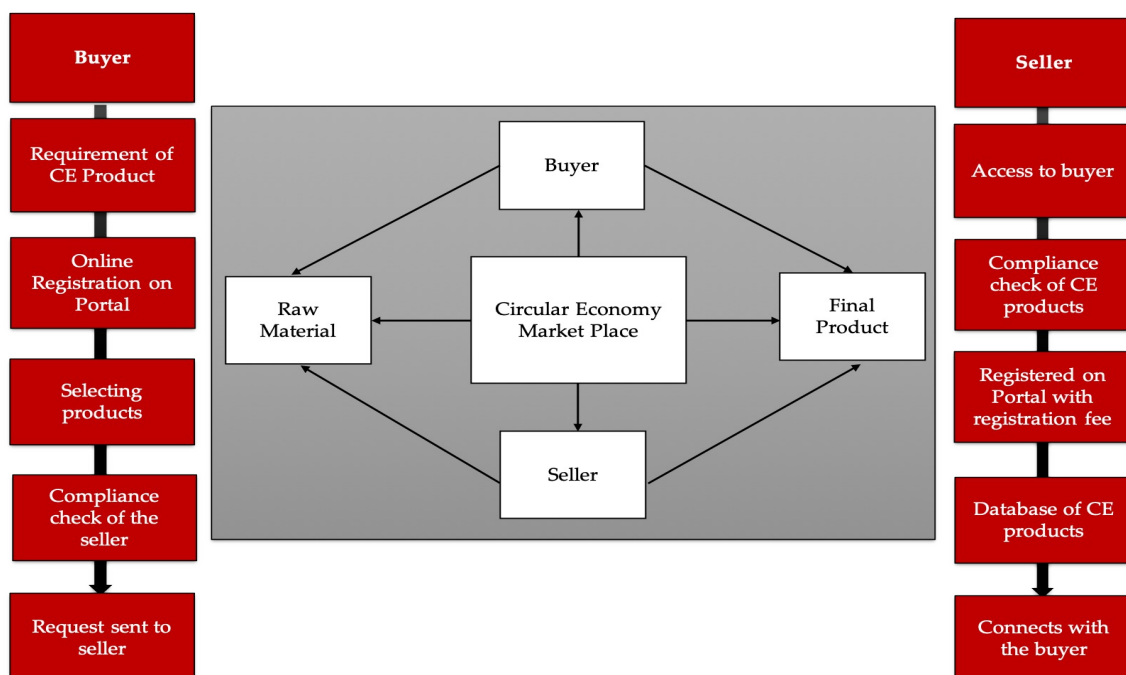 Buyer
Requirement of
CE Product
Online
Registration on
Portal
Selecting
products
Compliance
check of the
seller
Request sent to
seller
Buyer
Raw
Material
Circular Economy
Market Place
Final
Product
Seller
Seller
Access to buyer
Compliance
check of CE
products
Registered on
Portal with
registration fee
Database of CE
products
Connects with
the buyer